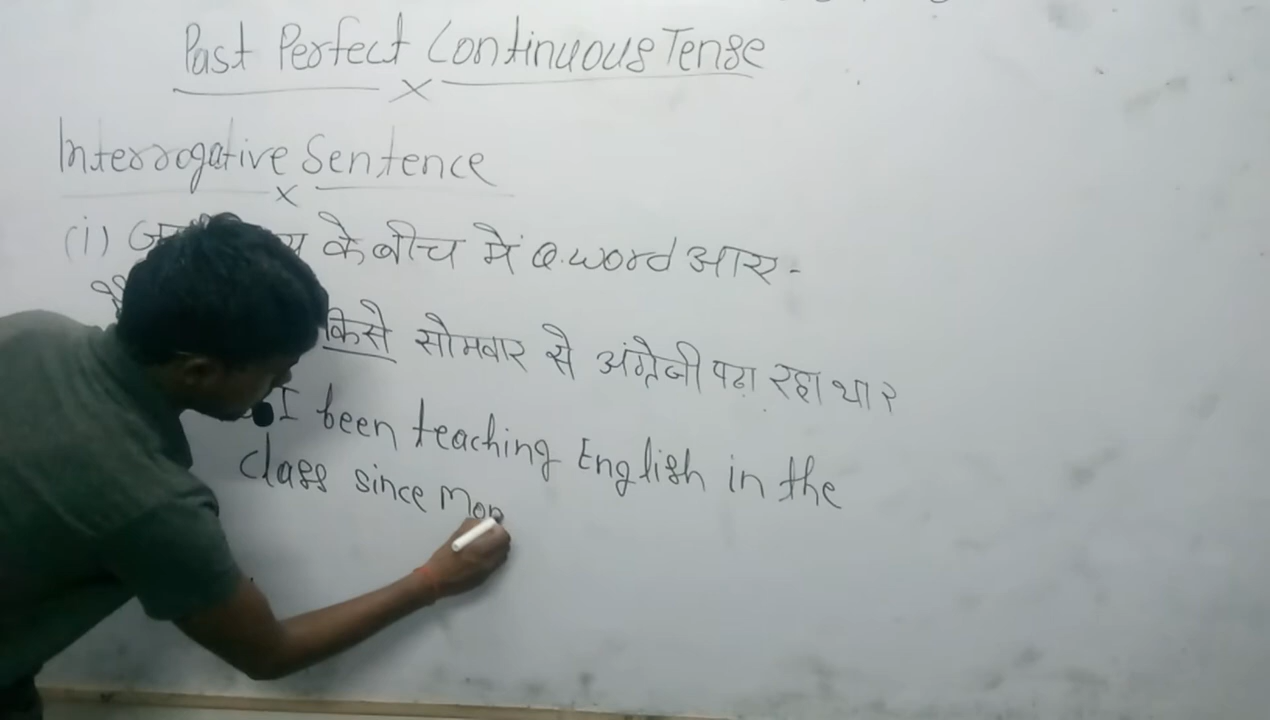 Past Perfect Continuous Tense
Interrogative Sentence
(i) के बीच में Q.word आए -
किसे सोमवार से अंग्रेजी पढ़ा रहा था?
I been teaching English in the
class since Mon